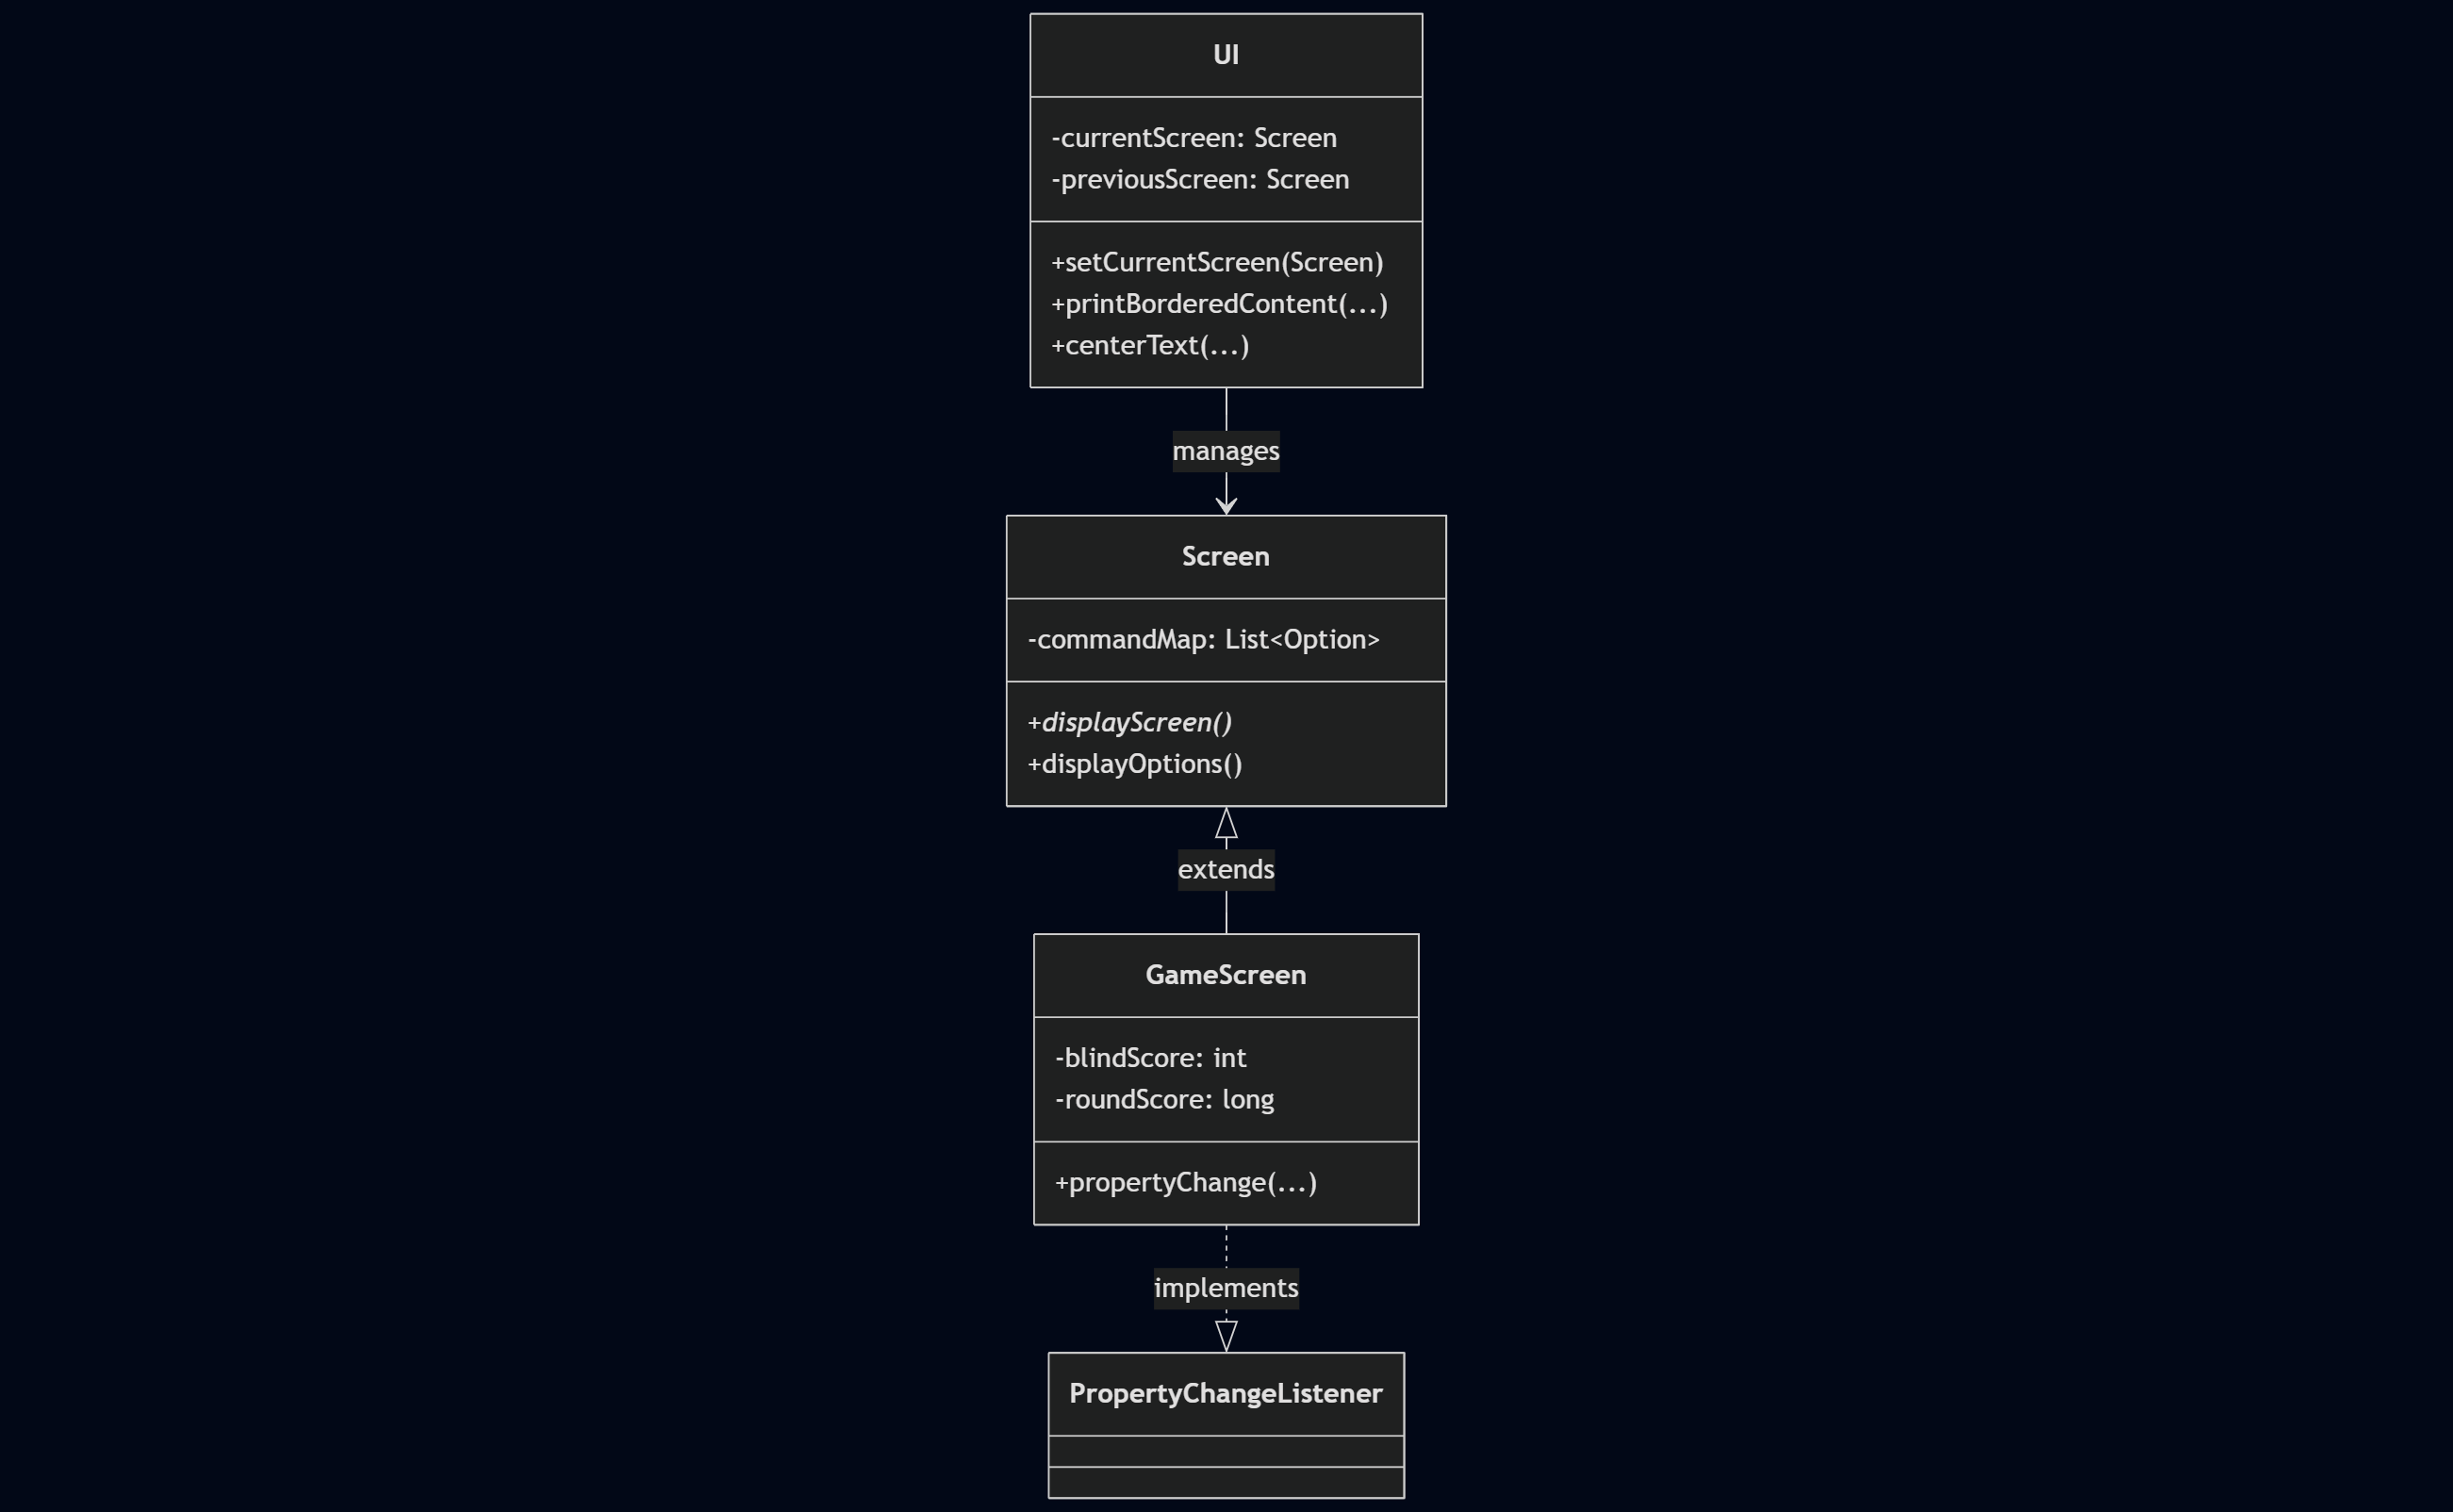 UI
-currentScreen: Screen
-previousScreen: Screen
+setCurrentScreen(Screen)
+printBorderedContent(...)
+centerText(...)
manages
Screen
-commandMap: List<Option>
+displayScreen()
+displayOptions()
extends
GameScreen
-blindScore: int
-roundScore: long
+propertyChange(...)
implements
PropertyChangeListener